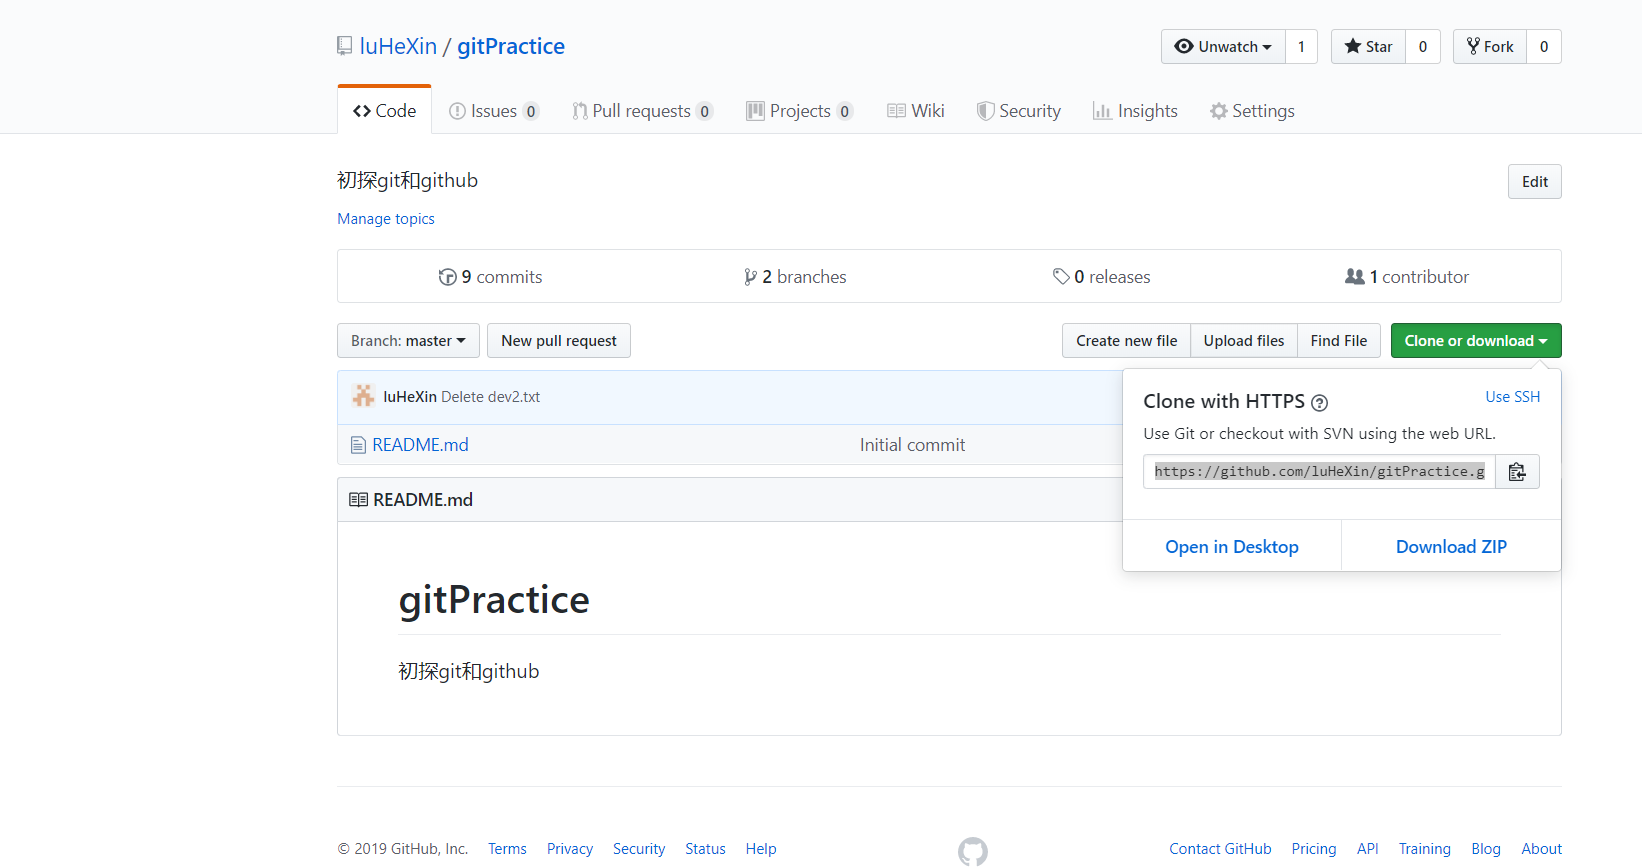 luHeXin / gitPractice
Unwatch 1 Star 0 Fork 0
Code Issues 0 Pull requests 0 Projects 0 Wiki Security Insights Settings
初探git和github
Edit
Manage topics
9 commits 2 branches 0 releases 1 contributor
Branch: master New pull request Create new file Upload files Find File Clone or download
luHeXin Delete dev2.txt
README.md Initial commit
Clone with HTTPS Use SSH
Use Git or checkout with SVN using the web URL.
https://github.com/luHeXin/gitPractice.g
Open in Desktop Download ZIP
README.md
gitPractice
初探git和github
© 2019 GitHub, Inc. Terms Privacy Security Status Help Contact GitHub Pricing API Training Blog About